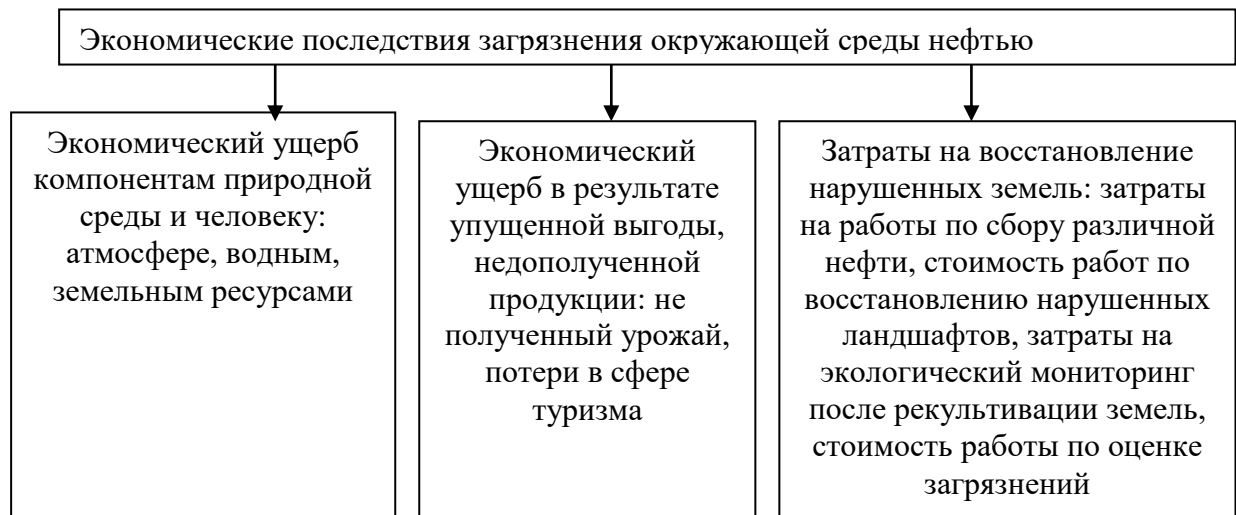 Экономические последствия загрязнения окружающей среды нефтью
Экономический ущерб
компонентам природной
среды и человеку:
атмосфере, водным,
земельным ресурсами
Экономический
ущерб в результате
упущенной выгоды,
недополученной
продукции: не
полученный урожай,
потери в сфере
туризма
Затраты на восстановление
нарушенных земель: затраты
на работы по сбору различной
нефти, стоимость работ по
восстановлению нарушенных
ландшафтов, затраты на
экологический мониторинг
после рекультивации земель,
стоимость работы по оценке
загрязнений